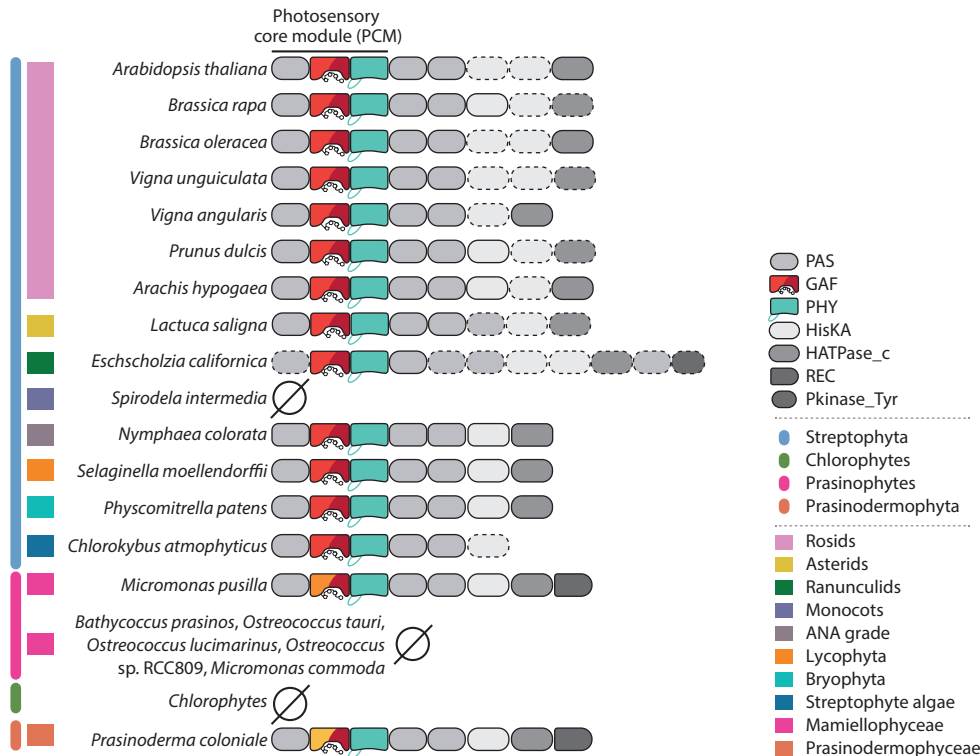 Photosensory
core module (PCM)
Arabidopsis thaliana
Brassica rapa
Brassica oleracea
Vigna unguiculata
Vigna angularis
Prunus dulcis
Arachis hypogaea
Lactuca saligna
Eschscholzia californica
Spirodela intermedia
Nymphaea colorata
Selaginella moellendorffii
Physcomitrella patens
Chlorokybus atmophyticus
Micromonas pusilla
Bathycoccus prasinos, Ostreococcus tauri,
Ostreococcus lucimarinus, Ostreococcus
sp. RCC809, Micromonas commoda
Chlorophytes
Prasinoderma coloniale
PAS
GAF
PHY
HisKA
HATPase_c
REC
Pkinase_Tyr
Streptophyta
Chlorophytes
Prasinophytes
Prasinodermophyta
Rosids
Asterids
Ranunculids
Monocots
ANA grade
Lycophyta
Bryophyta
Streptophyte algae
Mamiellophyceae
Prasinodermophyceae